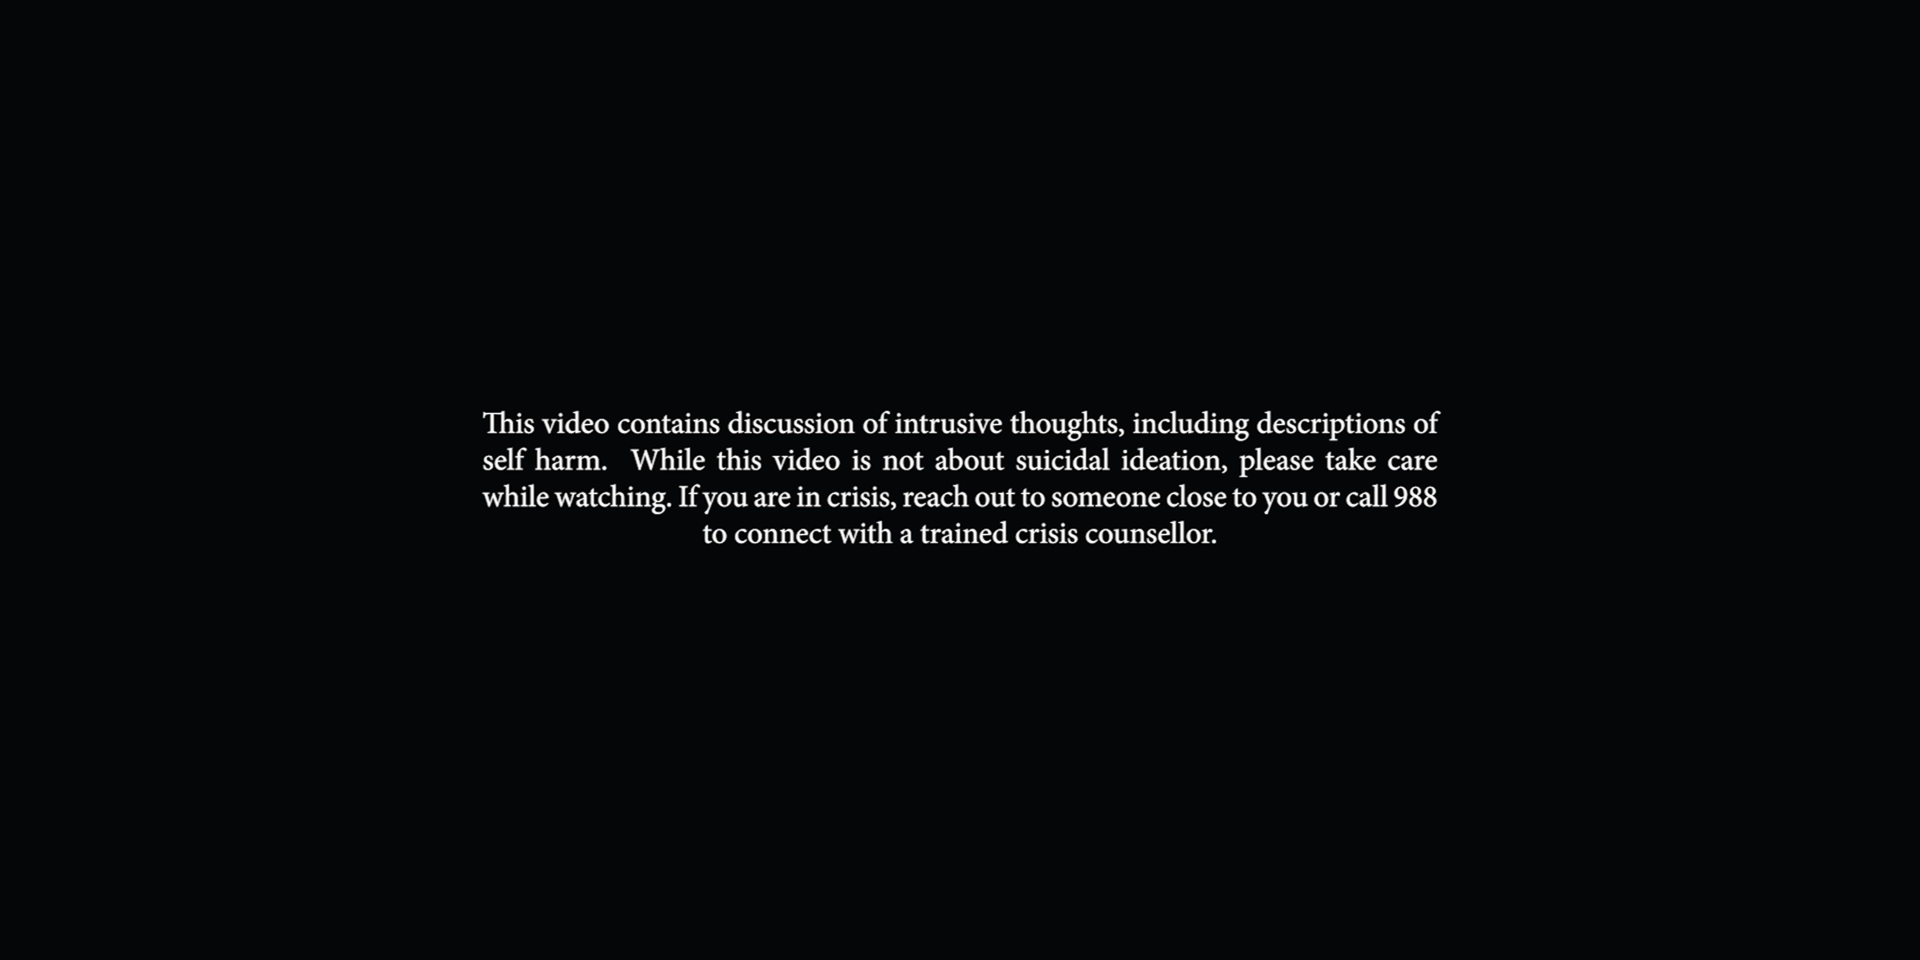 This video contains discussion of intrusive thoughts, including descriptions of
self harm.  While this video is not about suicidal ideation, please take care
while watching. If you are in crisis, reach out to someone close to you or call 988
to connect with a trained crisis counsellor.